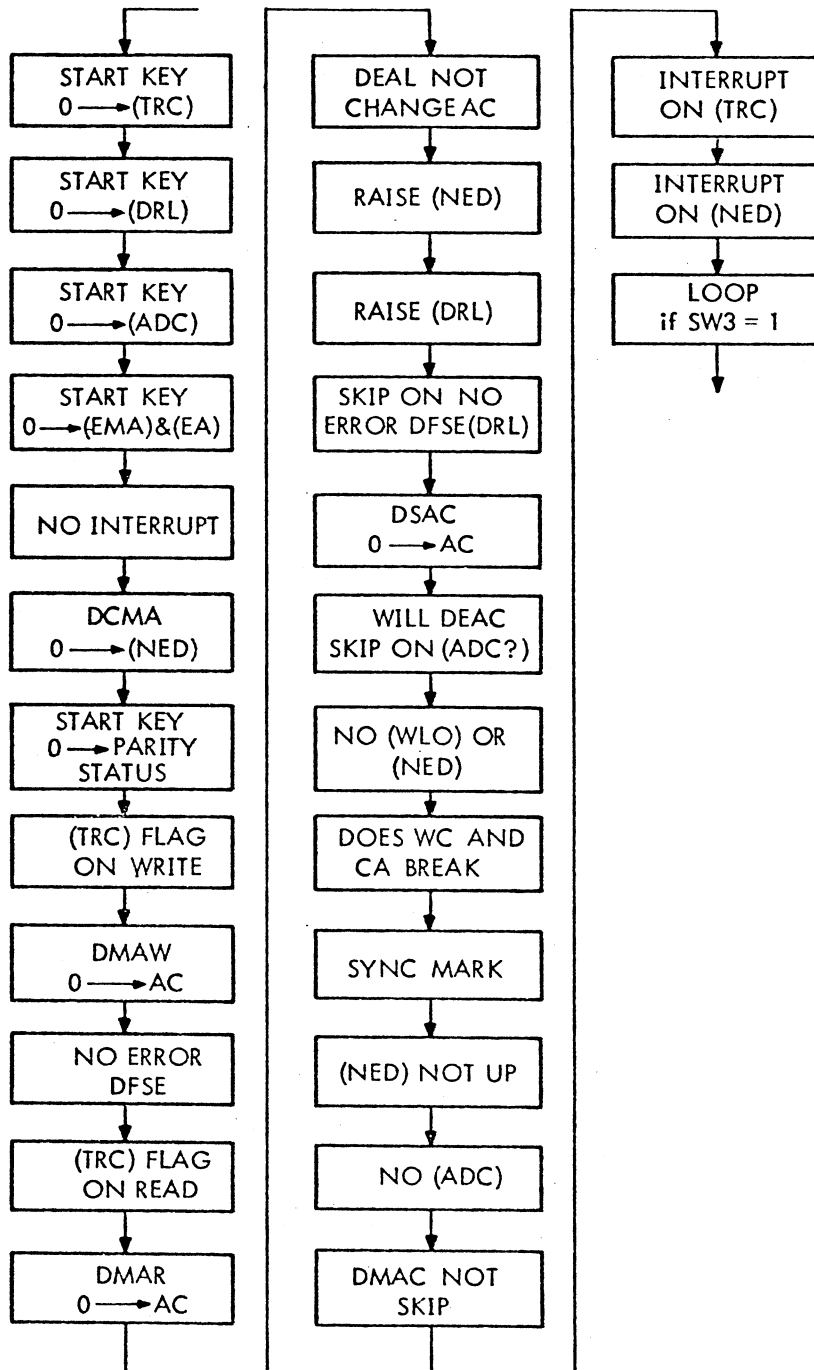 START KEY
0 → (TRC)
START KEY
0 → (DRL)
START KEY
0 → (ADC)
START KEY
0 → (EMA)&(EA)
NO INTERRUPT
DCMA
0 → (NED)
START KEY
0 → PARITY
STATUS
(TRC) FLAG
ON WRITE
DMAW
0 → AC
NO ERROR
DFSE
(TRC) FLAG
ON READ
DMAR
0 → AC
DEAL NOT
CHANGE AC
RAISE (NED)
RAISE (DRL)
SKIP ON NO
ERROR DFSE(DRL)
DSAC
0 → AC
WILL DEAC
SKIP ON (ADC?)
NO (WLO) OR
(NED)
DOES WC AND
CA BREAK
SYNC MARK
(NED) NOT UP
NO (ADC)
DMAC NOT
SKIP
INTERRUPT
ON (TRC)
INTERRUPT
ON (NED)
LOOP
if SW3 = 1